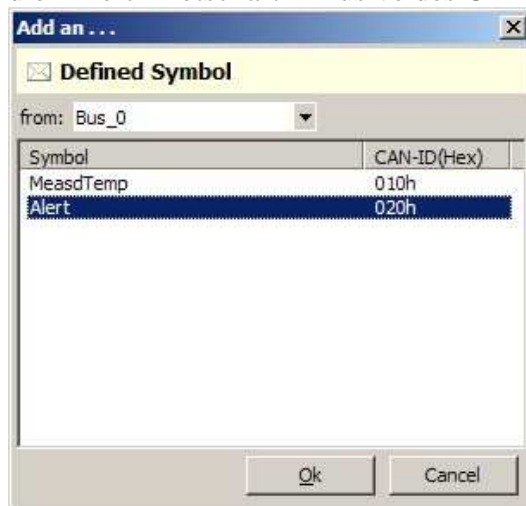 Add an . . .
Defined Symbol
from: Bus_0
Symbol CAN-ID(Hex)
MeasdTemp 010h
Alert 020h
Ok Cancel